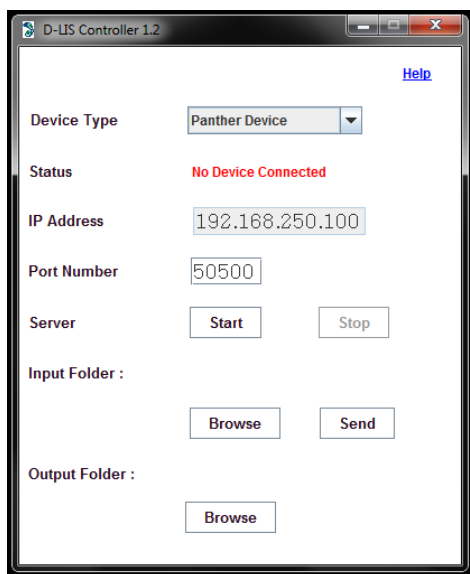 D-LIS Controller 1.2
Help
Device Type Panther Device
Status No Device Connected
IP Address 192.168.250.100
Port Number 50500
Server Start Stop
Input Folder :
Browse Send
Output Folder :
Browse